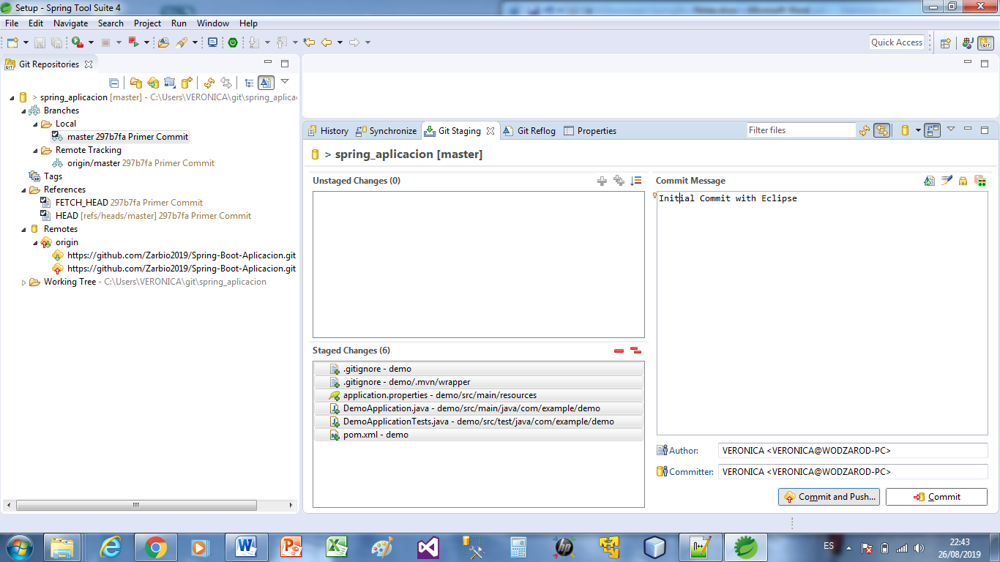 Setup - Spring Tool Suite 4
File Edit Navigate Search Project Run Window Help
Quick Access
Git Repositories
> spring_aplicacion [master] - C:\Users\VERONICA\git\spring_aplica
Branches
Local
master 297b7fa Primer Commit
Remote Tracking
origin/master 297b7fa Primer Commit
Tags
References
FETCH_HEAD 297b7fa Primer Commit
HEAD [refs/heads/master] 297b7fa Primer Commit
Remotes
origin
https://github.com/Zarbio2019/Spring-Boot-Aplicacion.git
https://github.com/Zarbio2019/Spring-Boot-Aplicacion.git
Working Tree - C:\Users\VERONICA\git\spring_aplicacion
History Synchronize Git Staging Git Reflog Properties
Filter files
> spring_aplicacion [master]
Unstaged Changes (0)
Staged Changes (6)
.gitignore - demo
.gitignore - demo/.mvn/wrapper
application.properties - demo/src/main/resources
DemoApplication.java - demo/src/main/java/com/example/demo
DemoApplicationTests.java - demo/src/test/java/com/example/demo
pom.xml - demo
Commit Message
Initial Commit with Eclipse
Author: VERONICA <VERONICA@WODZAROD-PC>
Committer: VERONICA <VERONICA@WODZAROD-PC>
Commit and Push... Commit
ES
22:43
26/08/2019